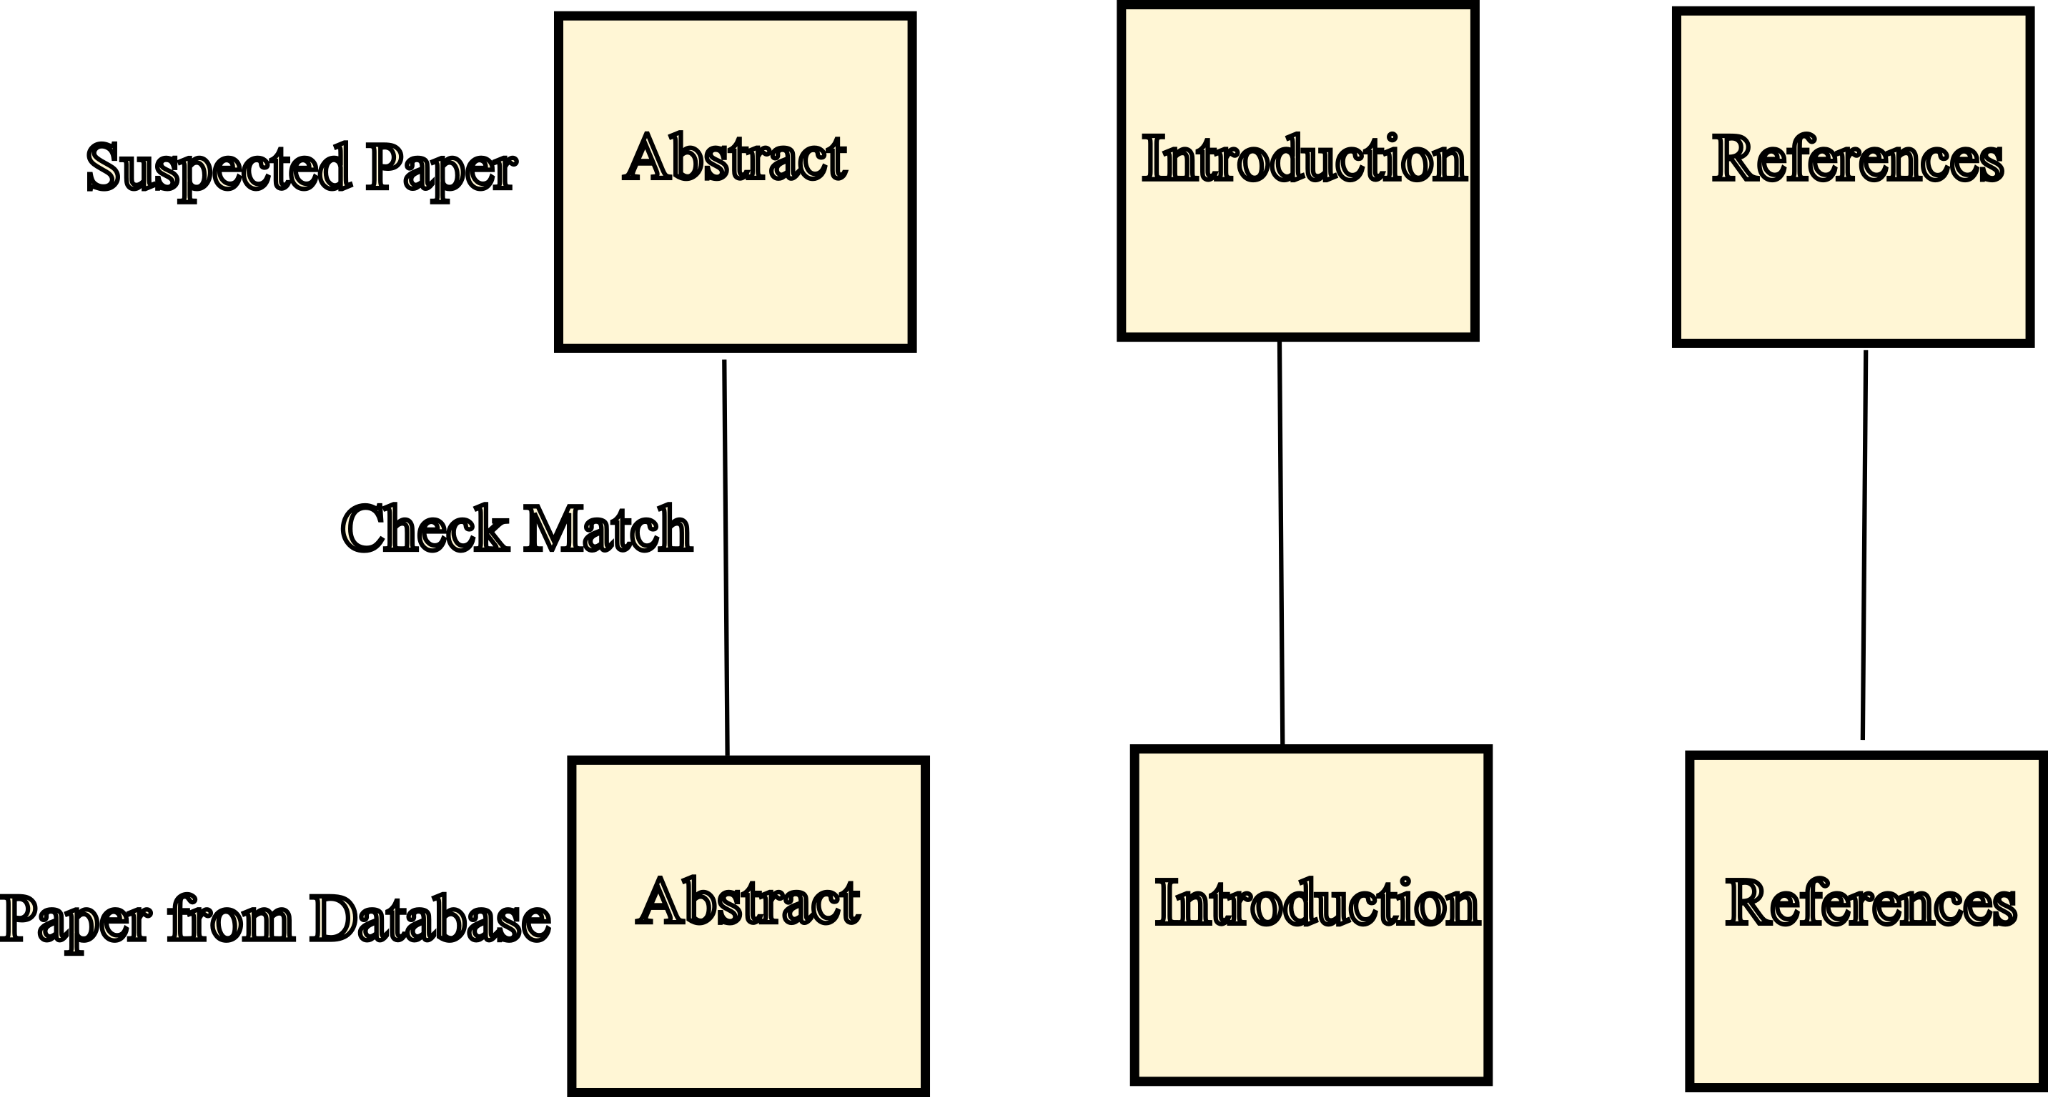 Suspected Paper
Abstract
Introduction
References
Check Match
Paper from Database
Abstract
Introduction
References